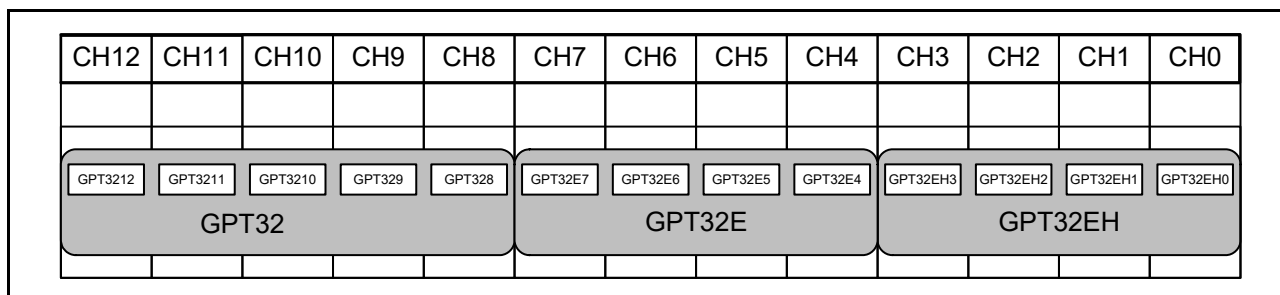 CH12 CH11 CH10 CH9 CH8 CH7 CH6 CH5 CH4 CH3 CH2 CH1 CH0
GPT3212 GPT3211 GPT3210 GPT329 GPT328 GPT32E7 GPT32E6 GPT32E5 GPT32E4 GPT32EH3 GPT32EH2 GPT32EH1 GPT32EH0
GPT32 GPT32E GPT32EH